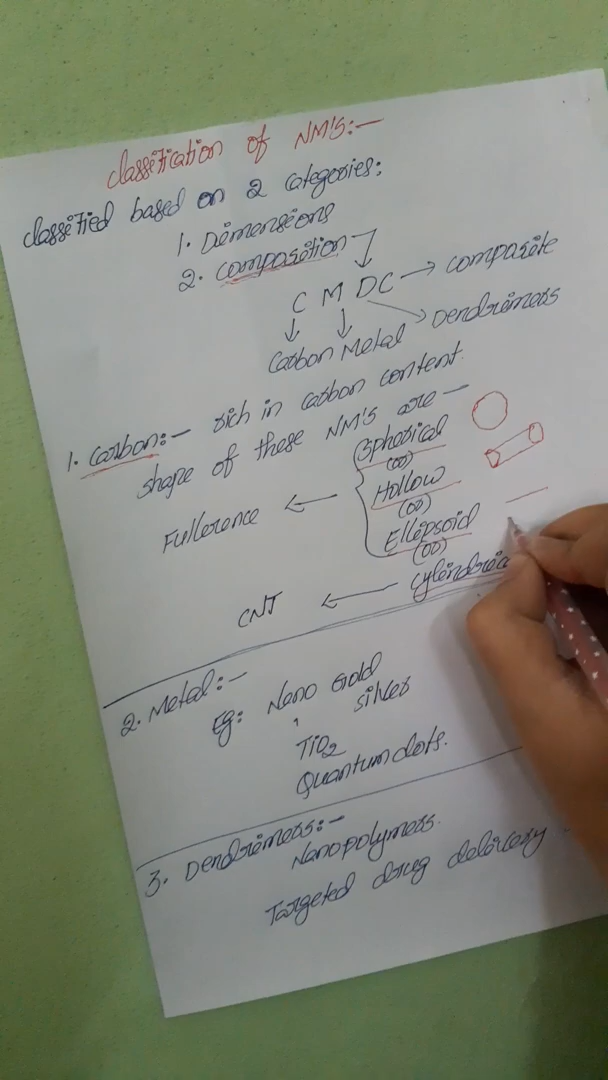 Classification of NM'S:-
Classified based on 2 categories:
1. Dimensions
2. Composition
C M D C → Composite
Carbon Metal Dendrimers
1. Carbon:- rich in carbon content.
shape of these NM'S are -
Spherical
(or)
Hollow
Fullerence
(or)
Ellipsoid
(or)
CNT ← cylindrica
2. Metal:-
Eg: Nano Gold
silver
TiO2
Quantum dots.
3. Dendrimers:-
Nanopolymers.
Targeted drug delivery